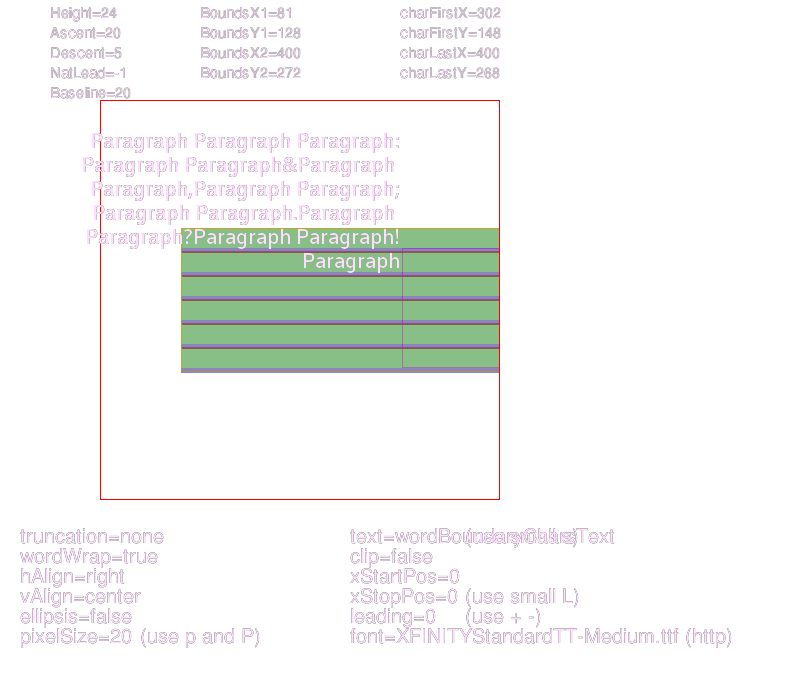 Height=24 BoundsX1=81 charFirstX=302
Ascent=20 BoundsY1=128 charFirstY=148
Descent=5 BoundsX2=400 charLastX=400
NatLead=-1 BoundsY2=272 charLastY=268
Baseline=20
Paragraph Paragraph Paragraph:
Paragraph Paragraph&Paragraph
Paragraph,Paragraph Paragraph;
Paragraph Paragraph.Paragraph
Paragraph?Paragraph Paragraph!
Paragraph
truncation=none text=wordBoundaryCharsText
wordWrap=true clip=false
hAlign=right xStartPos=0
vAlign=center xStopPos=0 (use small L)
ellipsis=false leading=0 (use + -)
pixelSize=20 (use p and P) font=XFINITYStandardTT-Medium.ttf (http)